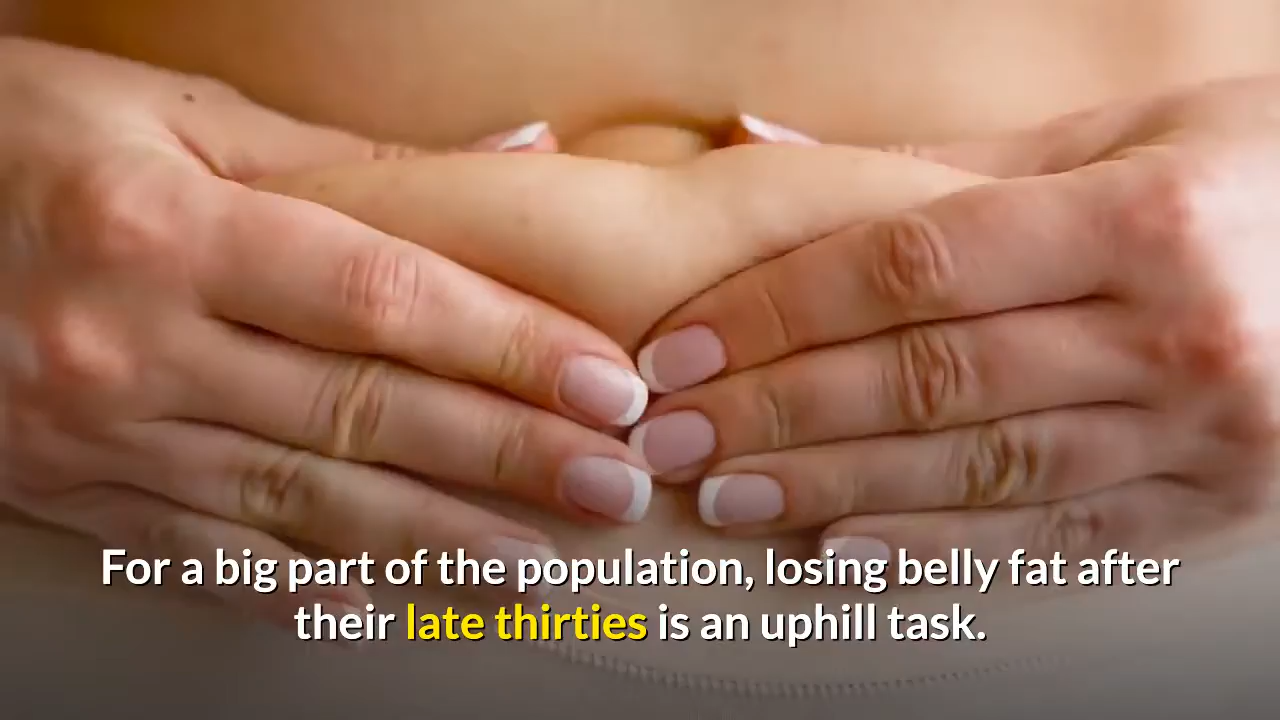 For a big part of the population, losing belly fat after
their late thirties is an uphill task.